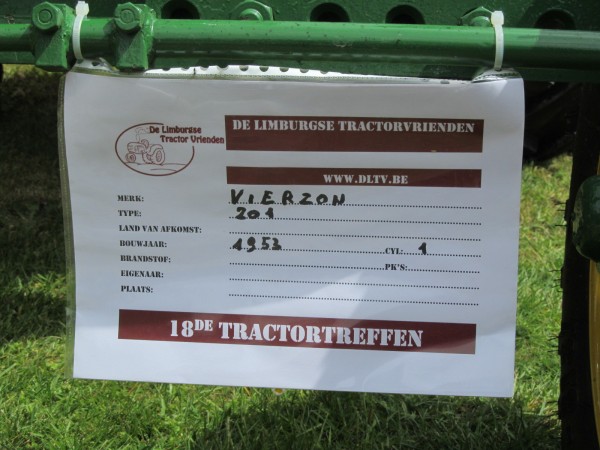 De Limburgse
Tractor Vrienden
DE LIMBURGSE TRACTORVRIENDEN
WWW.DLTV.BE
MERK: VIERZON
TYPE: 201
LAND VAN AFKOMST:
BOUWJAAR: 1953 CYL: 1
BRANDSTOF: PK'S:
EIGENAAR:
PLAATS:
18DE TRACTORTREFFEN